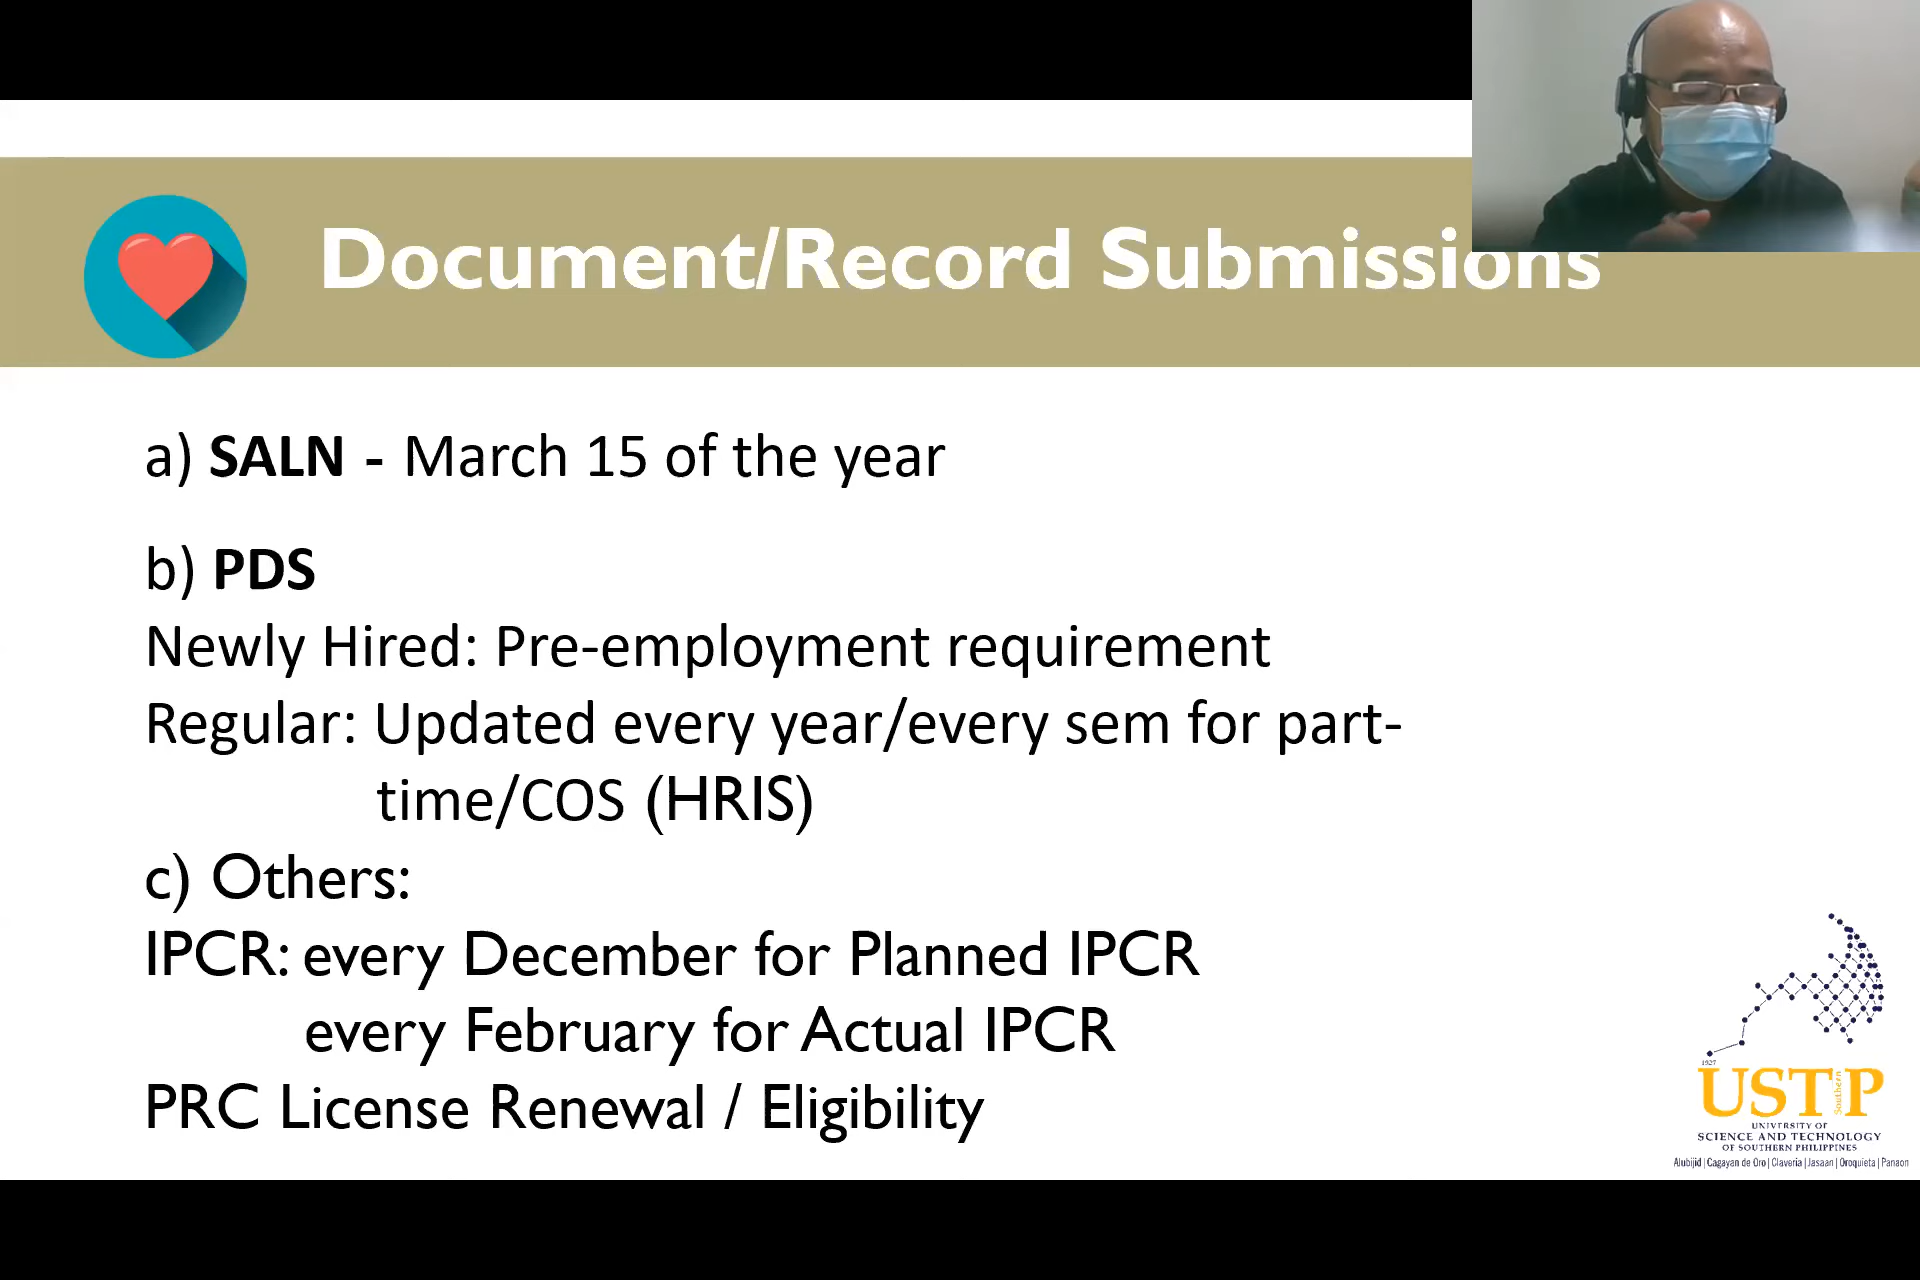 Document/Record Submissions
a) SALN - March 15 of the year
b) PDS
Newly Hired: Pre-employment requirement
Regular: Updated every year/every sem for part-
time/COS (HRIS)
c) Others:
IPCR: every December for Planned IPCR
every February for Actual IPCR
PRC License Renewal / Eligibility
1927
USTP
Southern
UNIVERSITY OF
SCIENCE AND TECHNOLOGY
OF SOUTHERN PHILIPPINES
Alubijid | Cagayan de Oro | Claveria | Jasaan | Oroquieta | Panaon